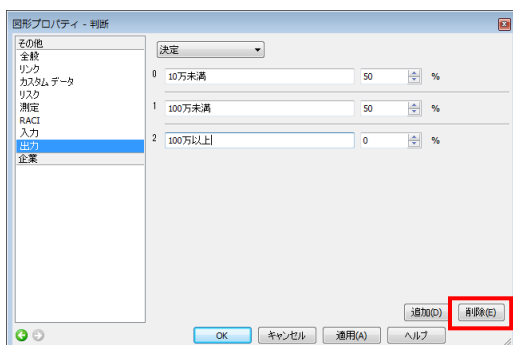 図形プロパティ - 判断
その他
全般
リンク
カスタム データ
リスク
測定
RACI
入力
出力
企業
決定
0 10万未満 50 %
1 100万未満 50 %
2 100万以上 0 %
追加(D) 削除(E)
OK キャンセル 適用(A) ヘルプ